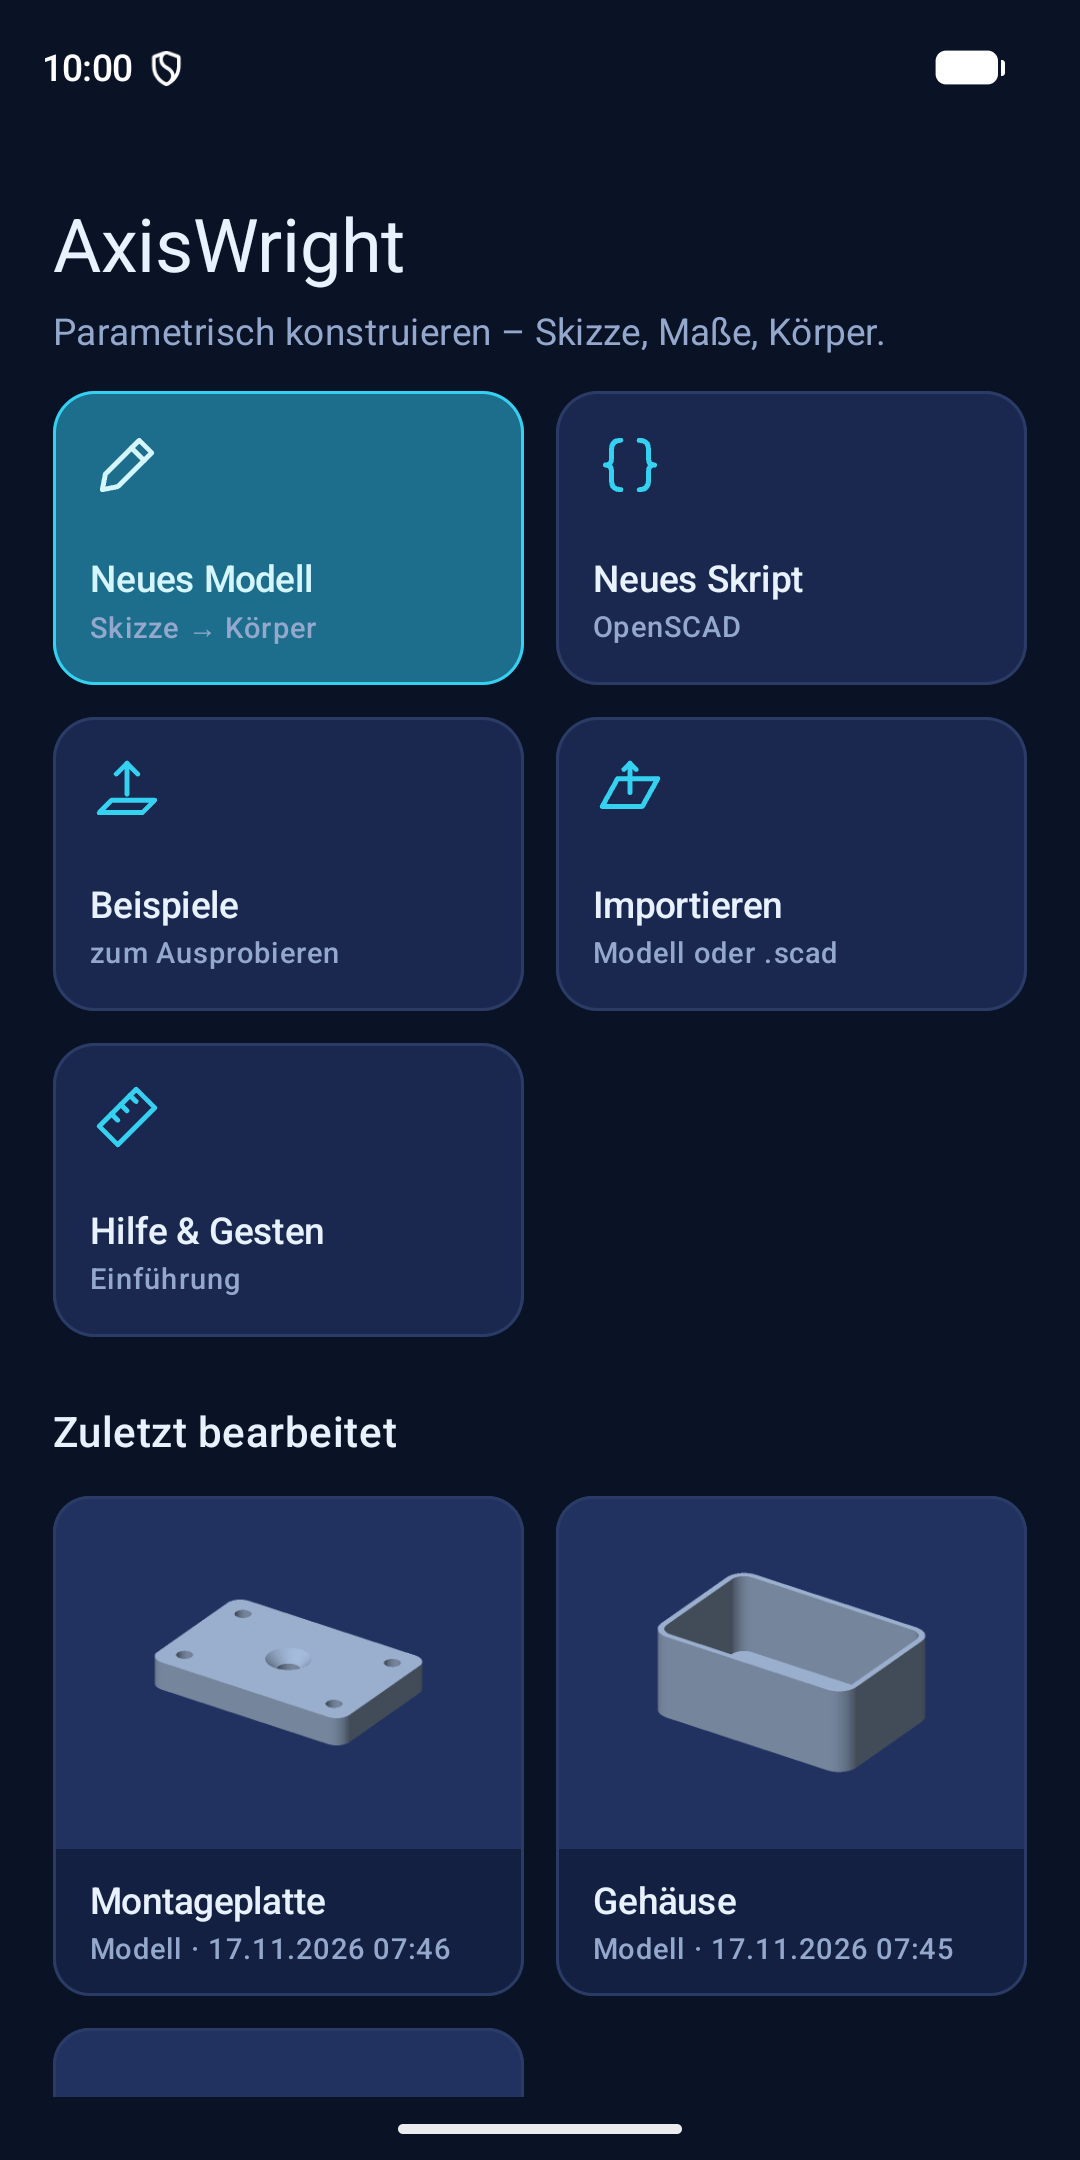 10:00
AxisWright
Parametrisch konstruieren – Skizze, Maße, Körper.
Neues Modell
Skizze → Körper
Neues Skript
OpenSCAD
Beispiele
zum Ausprobieren
Importieren
Modell oder .scad
Hilfe & Gesten
Einführung
Zuletzt bearbeitet
Montageplatte
Modell · 17.11.2026 07:46
Gehäuse
Modell · 17.11.2026 07:45